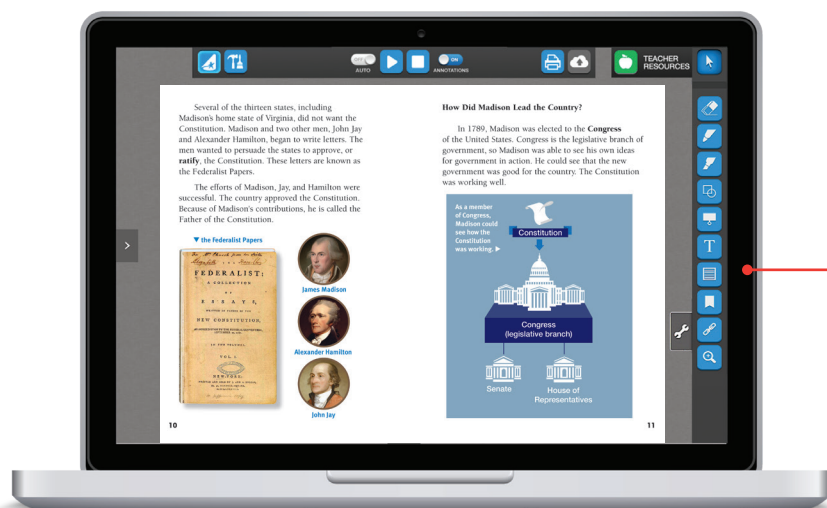 OFF
AUTO
ON
ANNOTATIONS
TEACHER
RESOURCES
T
Several of the thirteen states, including
Madison's home state of Virginia, did not want the
Constitution. Madison and two other men, John Jay
and Alexander Hamilton, began to write letters. The
men wanted to persuade the states to approve, or
ratify, the Constitution. These letters are known as
the Federalist Papers.
The efforts of Madison, Jay, and Hamilton were
successful. The country approved the Constitution.
Because of Madison's contributions, he is called the
Father of the Constitution.
▼ the Federalist Papers
FEDERALIST:
A COLLECTION
OF
ESSAYS,
NEW CONSTITUTION,
IN TWO VOLUMES.
VOL. I.
NEW-YORK:
James Madison
Alexander Hamilton
John Jay
10
How Did Madison Lead the Country?
In 1789, Madison was elected to the Congress
of the United States. Congress is the legislative branch of
government, so Madison was able to see his own ideas
for government in action. He could see that the new
government was good for the country. The Constitution
was working well.
As a member
of Congress,
Madison could
see how the
Constitution
was working. ▶
Constitution
Congress
(legislative branch)
Senate
House of
Representatives
11